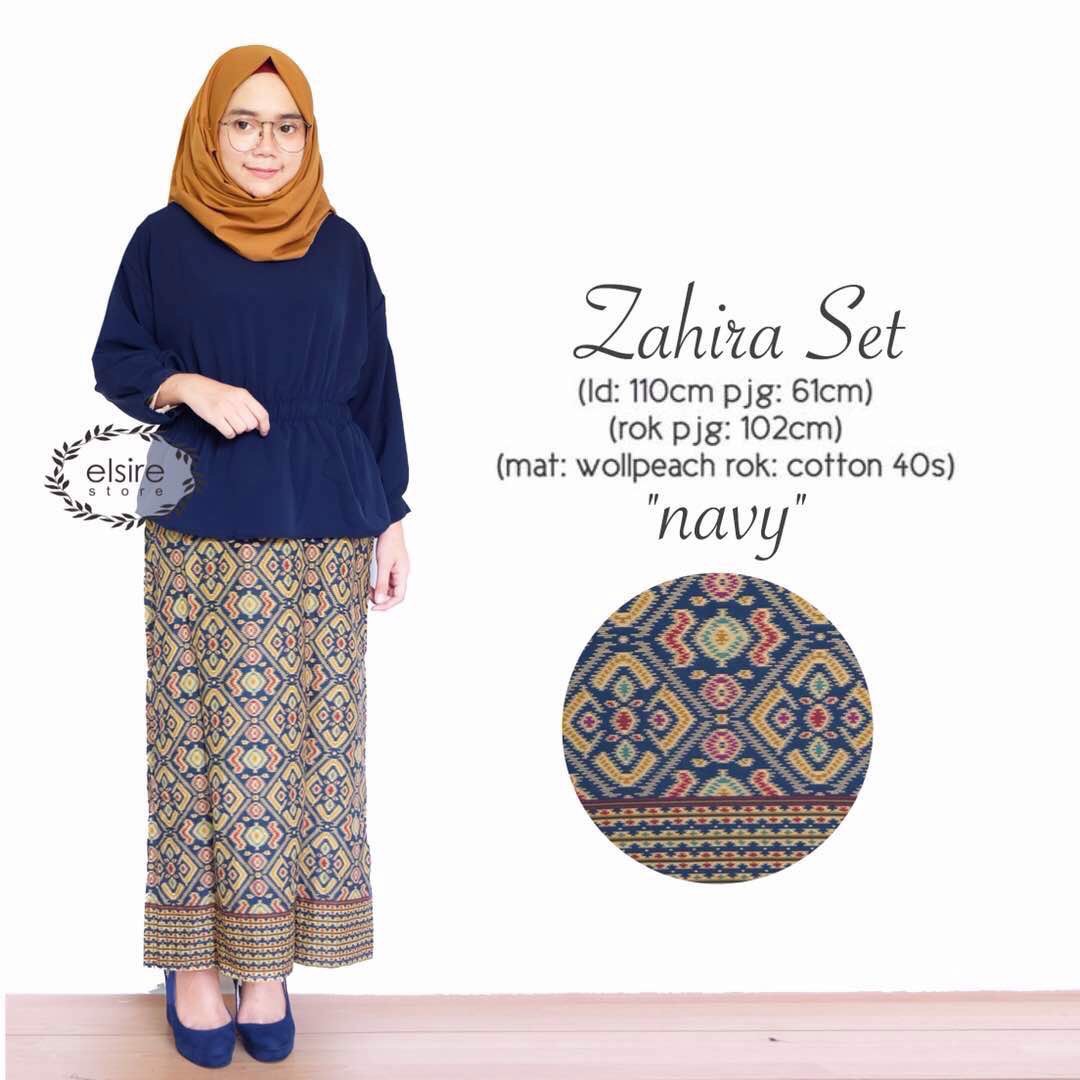 Zahira Set
(ld: 110cm pjg: 61cm)
(rok pjg: 102cm)
(mat: wollpeach rok: cotton 40s)
"navy"
elsire
store